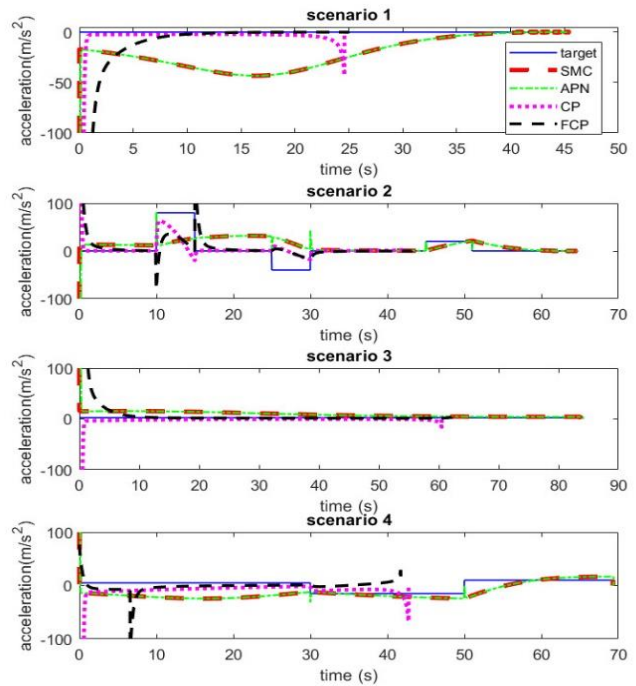 scenario 1
acceleration(m/s²)
0
-50
-100
target
SMC
APN
CP
FCP
0 5 10 15 20 25 30 35 40 45 50
time (s)
scenario 2
acceleration(m/s²)
100
0
-100
0 10 20 30 40 50 60 70
time (s)
scenario 3
acceleration(m/s²)
100
0
-100
0 10 20 30 40 50 60 70 80 90
time (s)
scenario 4
acceleration(m/s²)
100
0
-100
0 10 20 30 40 50 60 70
time (s)